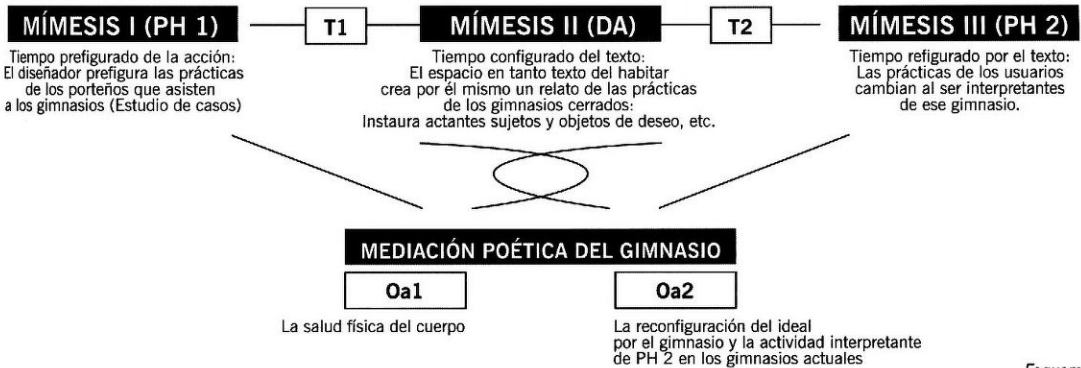 MÍMESIS I (PH 1)
T1
MÍMESIS II (DA)
T2
MÍMESIS III (PH 2)
Tiempo prefigurado de la acción:
El diseñador prefigura las prácticas
de los porteños que asisten
a los gimnasios (Estudio de casos)
Tiempo configurado del texto:
El espacio en tanto texto del habitar
crea por él mismo un relato de las prácticas
de los gimnasios cerrados:
Instaura actantes sujetos y objetos de deseo, etc.
Tiempo refigurado por el texto:
Las prácticas de los usuarios
cambian al ser interpretantes
de ese gimnasio.
MEDIACIÓN POÉTICA DEL GIMNASIO
Oa1
Oa2
La salud física del cuerpo
La reconfiguración del ideal
por el gimnasio y la actividad interpretante
de PH 2 en los gimnasios actuales